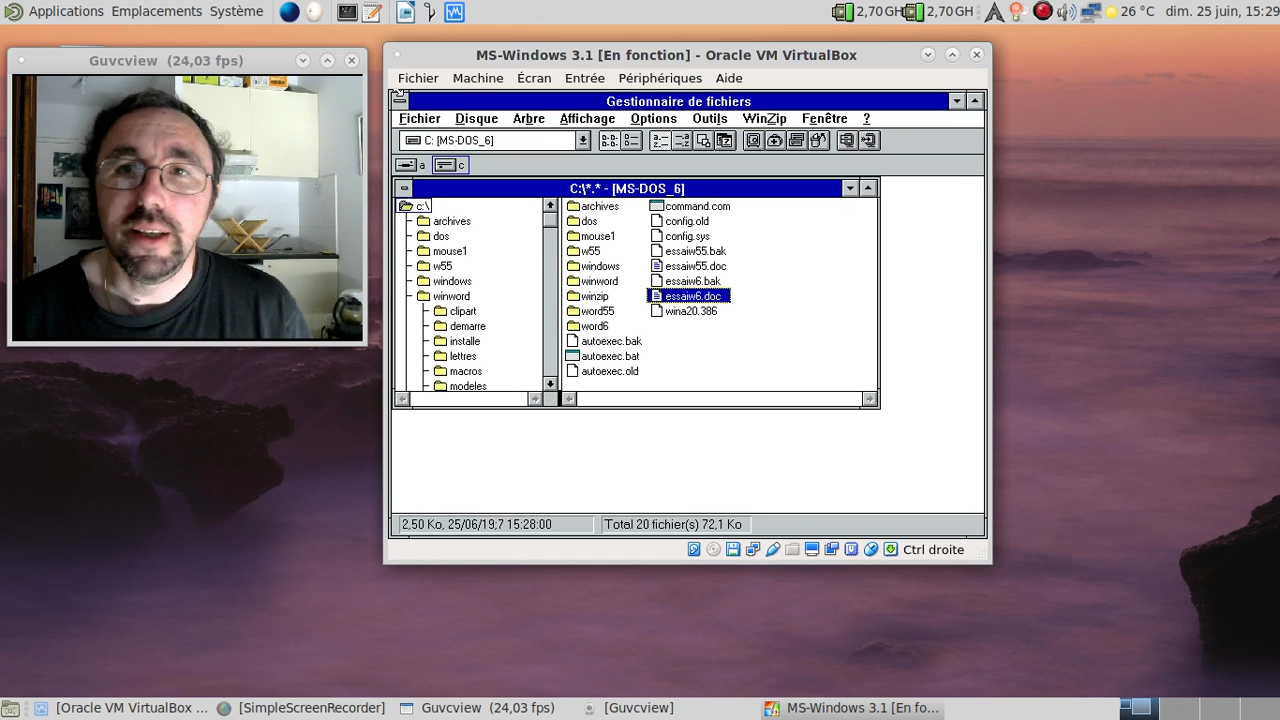 Applications Emplacements Système
2,70 GH 2,70 GH 26 °C dim. 25 juin, 15:29
Guvcview (24,03 fps)
MS-Windows 3.1 [En fonction] - Oracle VM VirtualBox
Fichier Machine Écran Entrée Périphériques Aide
Gestionnaire de fichiers
Fichier Disque Arbre Affichage Options Outils WinZip Fenêtre ?
C: [MS-DOS_6]
a c
C:\*.* - [MS-DOS_6]
c:\ archives command.com
archives dos config.old
dos mouse1 config.sys
mouse1 w55 essaiw55.bak
w55 windows essaiw55.doc
windows winword essaiw6.bak
winword winzip essaiw6.doc
clipart word55 wina20.386
demarre word6
installe autoexec.bak
lettres autoexec.bat
macros autoexec.old
modeles
2,50 Ko, 25/06/19;7 15:28:00 Total 20 fichier(s) 72,1 Ko
Ctrl droite
[Oracle VM VirtualBox ... [SimpleScreenRecorder] Guvcview (24,03 fps) [Guvcview] MS-Windows 3.1 [En fo...